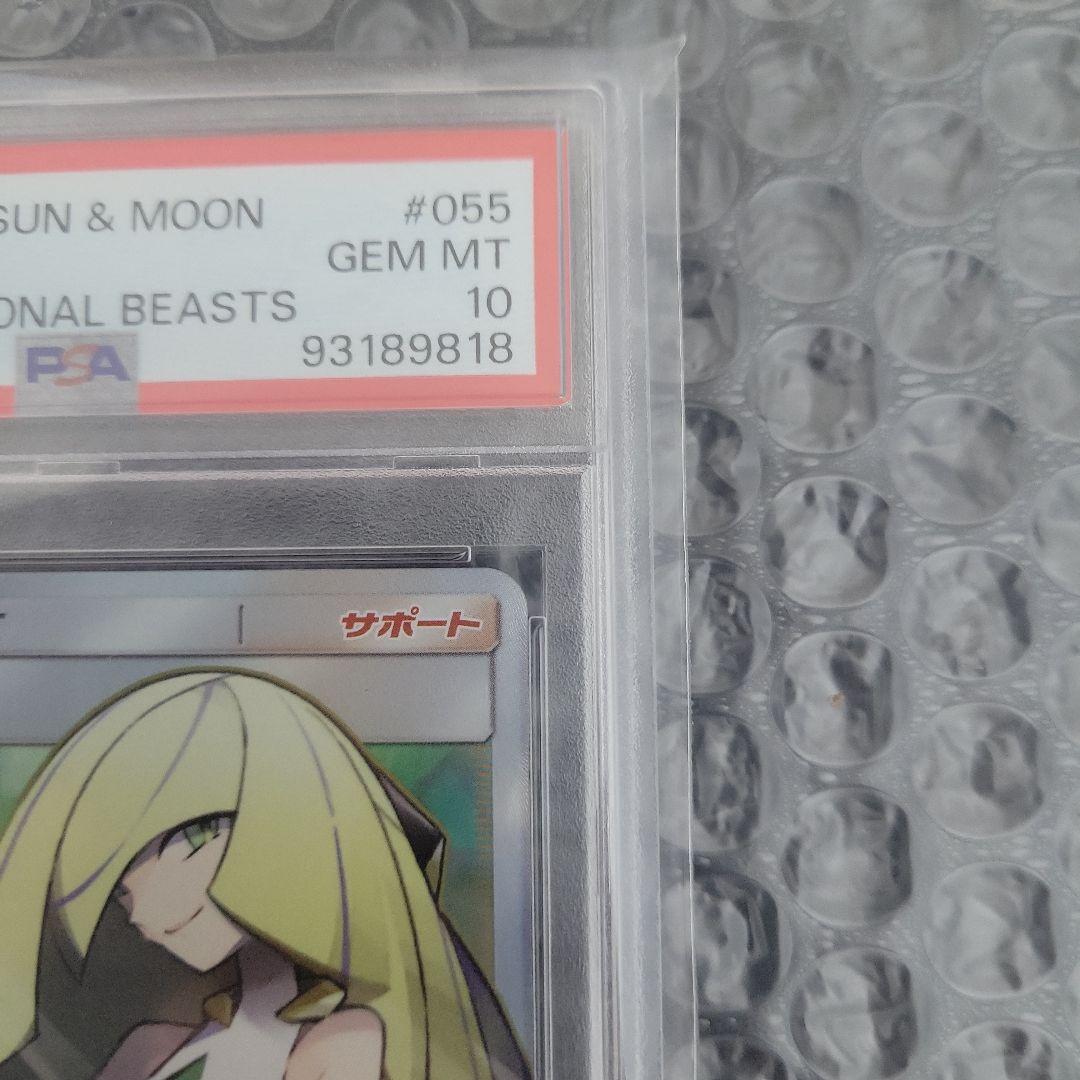 SUN & MOON #055
GEM MT
ONAL BEASTS 10
PSA 93189818
サポート